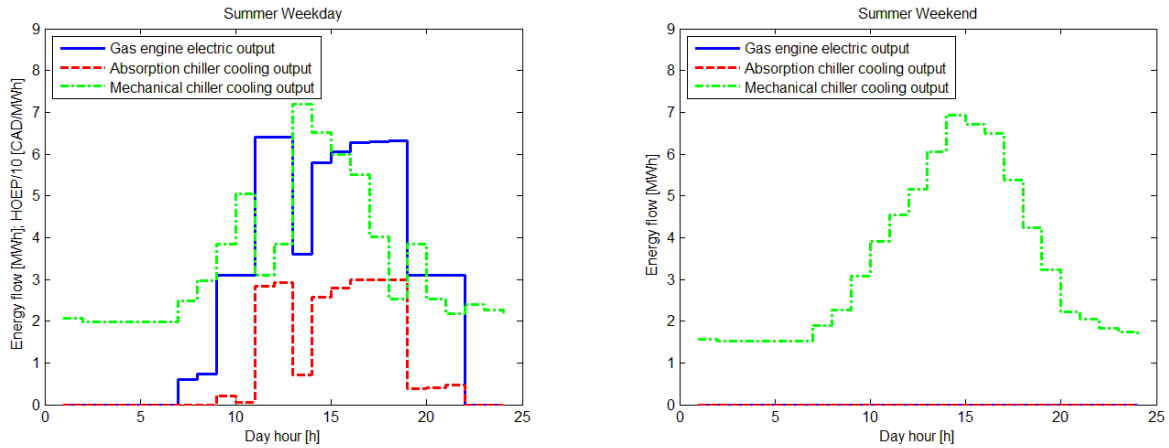 Summer Weekday
Gas engine electric output
Absorption chiller cooling output
Mechanical chiller cooling output
Energy flow [MWh]; HOEP/10 [CAD/MWh]
9
8
7
6
5
4
3
2
1
0
0 5 10 15 20 25
Day hour [h]
Summer Weekend
Gas engine electric output
Absorption chiller cooling output
Mechanical chiller cooling output
Energy flow [MWh]
9
8
7
6
5
4
3
2
1
0
0 5 10 15 20 25
Day hour [h]